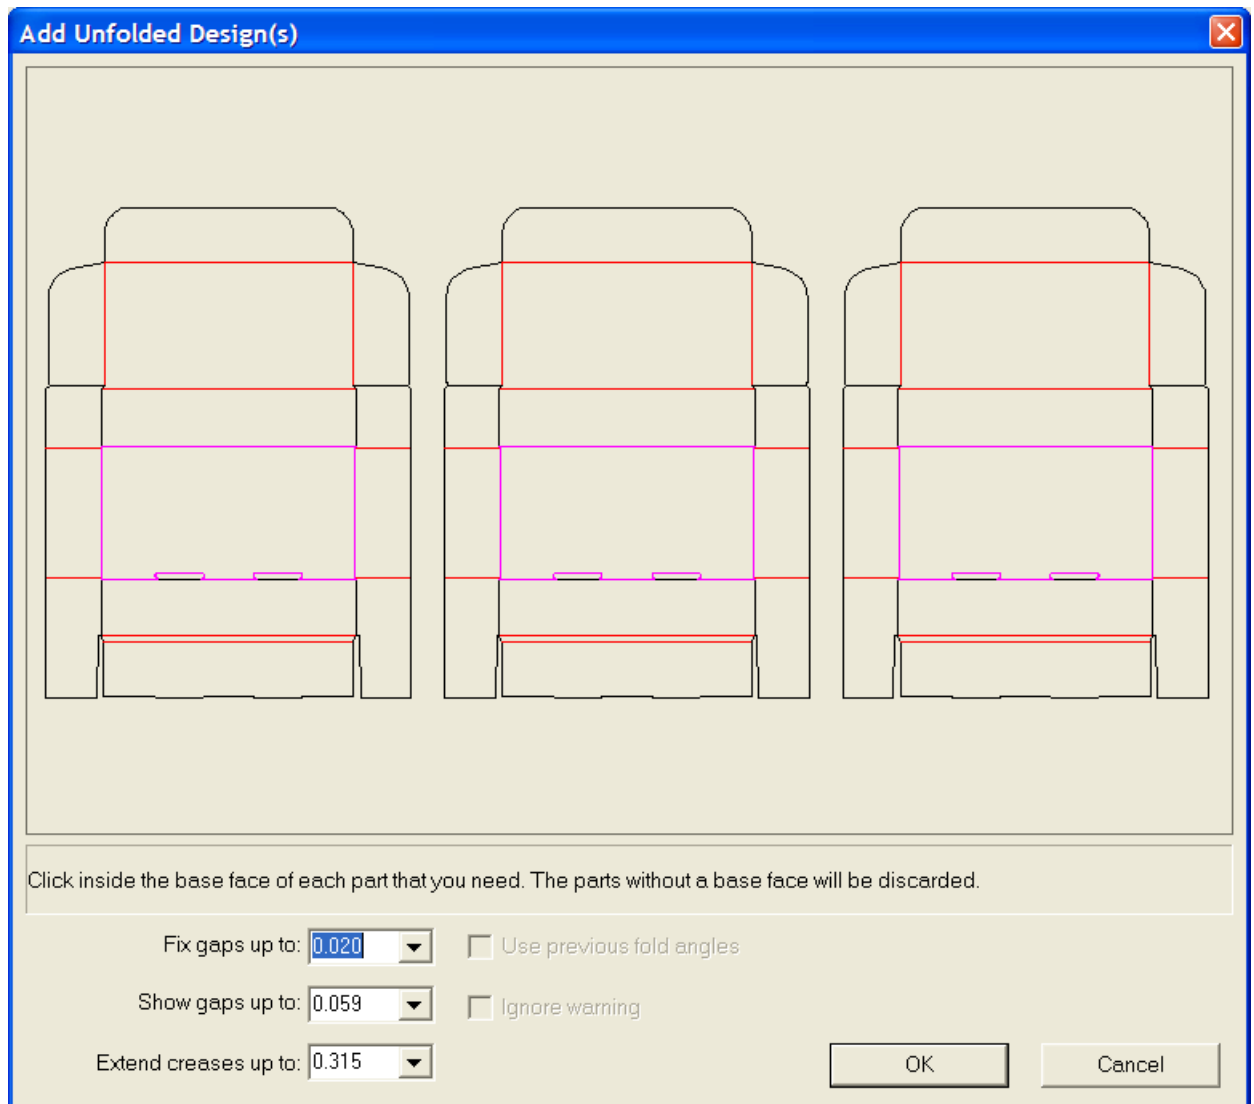 Add Unfolded Design(s)
Click inside the base face of each part that you need. The parts without a base face will be discarded.
Fix gaps up to: 0.020 Use previous fold angles
Show gaps up to: 0.059 Ignore warning
Extend creases up to: 0.315 OK Cancel